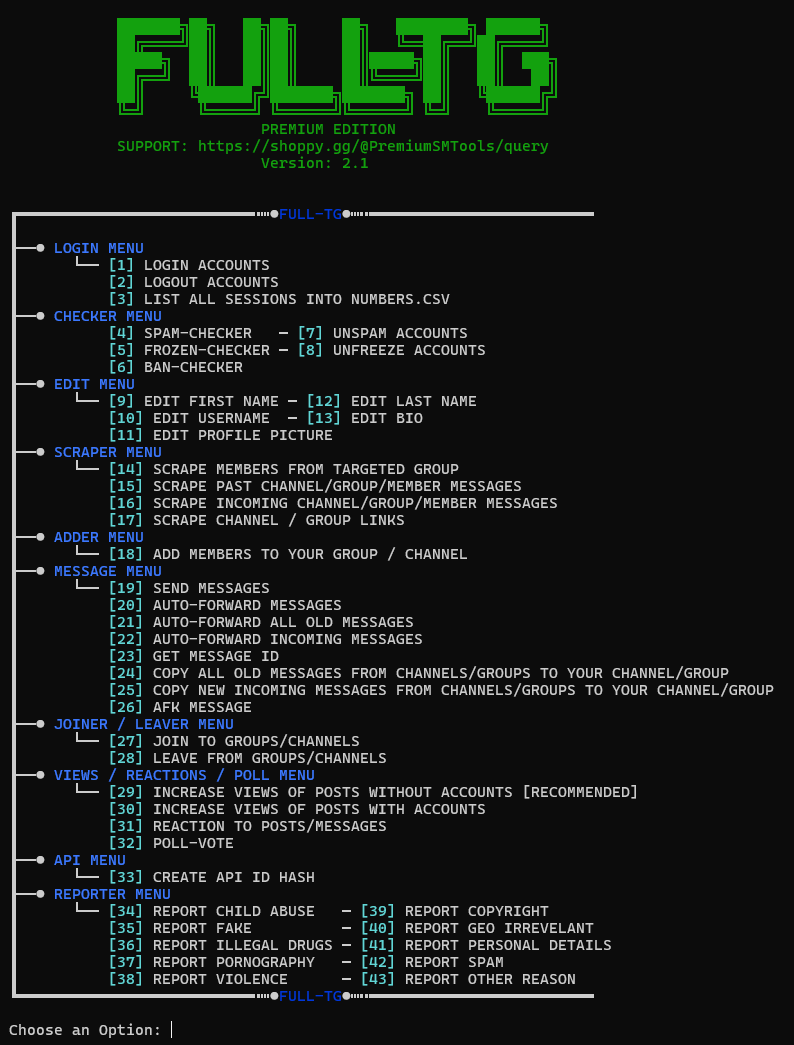 FULLTG
PREMIUM EDITION
SUPPORT: https://shoppy.gg/@PremiumSMTools/query
Version: 2.1
FULL-TG
LOGIN MENU
[1] LOGIN ACCOUNTS
[2] LOGOUT ACCOUNTS
[3] LIST ALL SESSIONS INTO NUMBERS.CSV
CHECKER MENU
[4] SPAM-CHECKER — [7] UNSPAM ACCOUNTS
[5] FROZEN-CHECKER — [8] UNFREEZE ACCOUNTS
[6] BAN-CHECKER
EDIT MENU
[9] EDIT FIRST NAME — [12] EDIT LAST NAME
[10] EDIT USERNAME — [13] EDIT BIO
[11] EDIT PROFILE PICTURE
SCRAPER MENU
[14] SCRAPE MEMBERS FROM TARGETED GROUP
[15] SCRAPE PAST CHANNEL/GROUP/MEMBER MESSAGES
[16] SCRAPE INCOMING CHANNEL/GROUP/MEMBER MESSAGES
[17] SCRAPE CHANNEL / GROUP LINKS
ADDER MENU
[18] ADD MEMBERS TO YOUR GROUP / CHANNEL
MESSAGE MENU
[19] SEND MESSAGES
[20] AUTO-FORWARD MESSAGES
[21] AUTO-FORWARD ALL OLD MESSAGES
[22] AUTO-FORWARD INCOMING MESSAGES
[23] GET MESSAGE ID
[24] COPY ALL OLD MESSAGES FROM CHANNELS/GROUPS TO YOUR CHANNEL/GROUP
[25] COPY NEW INCOMING MESSAGES FROM CHANNELS/GROUPS TO YOUR CHANNEL/GROUP
[26] AFK MESSAGE
JOINER / LEAVER MENU
[27] JOIN TO GROUPS/CHANNELS
[28] LEAVE FROM GROUPS/CHANNELS
VIEWS / REACTIONS / POLL MENU
[29] INCREASE VIEWS OF POSTS WITHOUT ACCOUNTS [RECOMMENDED]
[30] INCREASE VIEWS OF POSTS WITH ACCOUNTS
[31] REACTION TO POSTS/MESSAGES
[32] POLL-VOTE
API MENU
[33] CREATE API ID HASH
REPORTER MENU
[34] REPORT CHILD ABUSE — [39] REPORT COPYRIGHT
[35] REPORT FAKE — [40] REPORT GEO IRREVELANT
[36] REPORT ILLEGAL DRUGS — [41] REPORT PERSONAL DETAILS
[37] REPORT PORNOGRAPHY — [42] REPORT SPAM
[38] REPORT VIOLENCE — [43] REPORT OTHER REASON
FULL-TG
Choose an Option: